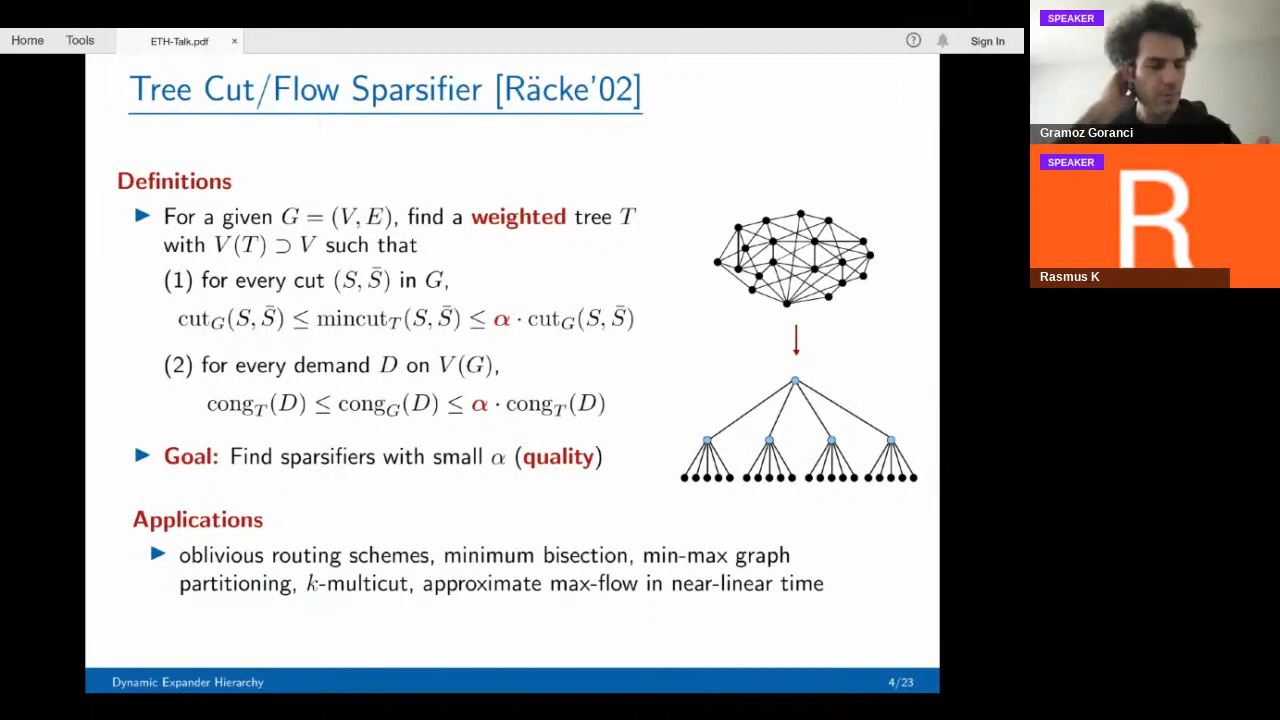 Home
Tools
ETH-Talk.pdf
×
?
Sign In
Tree Cut/Flow Sparsifier [Räcke'02]
Definitions
▶ For a given G = (V, E), find a weighted tree T
with V(T) ⊃ V such that
(1) for every cut (S, S̄) in G,
cut_G(S, S̄) ≤ mincut_T(S, S̄) ≤ α · cut_G(S, S̄)
(2) for every demand D on V(G),
cong_T(D) ≤ cong_G(D) ≤ α · cong_T(D)
▶ Goal: Find sparsifiers with small α (quality)
Applications
▶ oblivious routing schemes, minimum bisection, min-max graph
partitioning, k-multicut, approximate max-flow in near-linear time
Dynamic Expander Hierarchy
4/23
SPEAKER
Gramoz Goranci
SPEAKER
R
Rasmus K